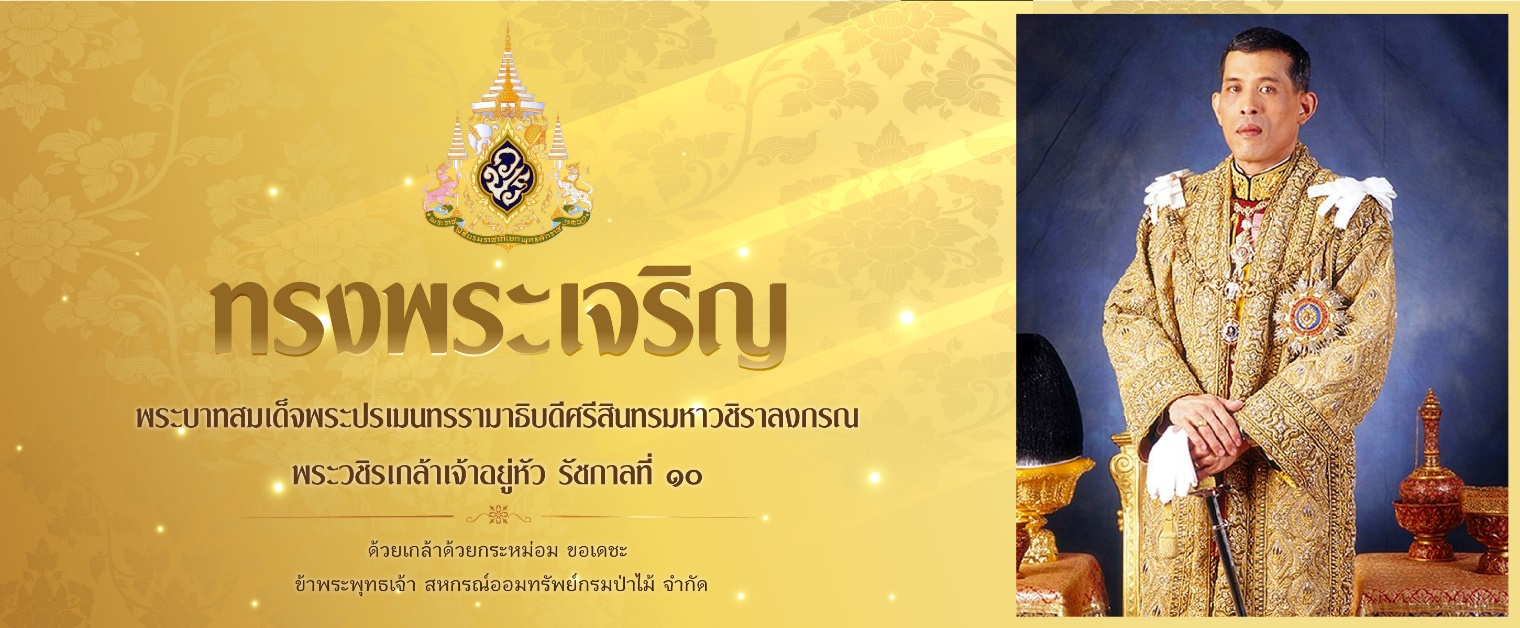 ทรงพระเจริญ
พระบาทสมเด็จพระปรเมนทรรามาธิบดีศรีสินทรมหาวชิราลงกรณ
พระวชิรเกล้าเจ้าอยู่หัว รัชกาลที่ ๑๐
ด้วยเกล้าด้วยกระหม่อม ขอเดชะ
ข้าพระพุทธเจ้า สหกรณ์ออมทรัพย์กรมป่าไม้ จำกัด